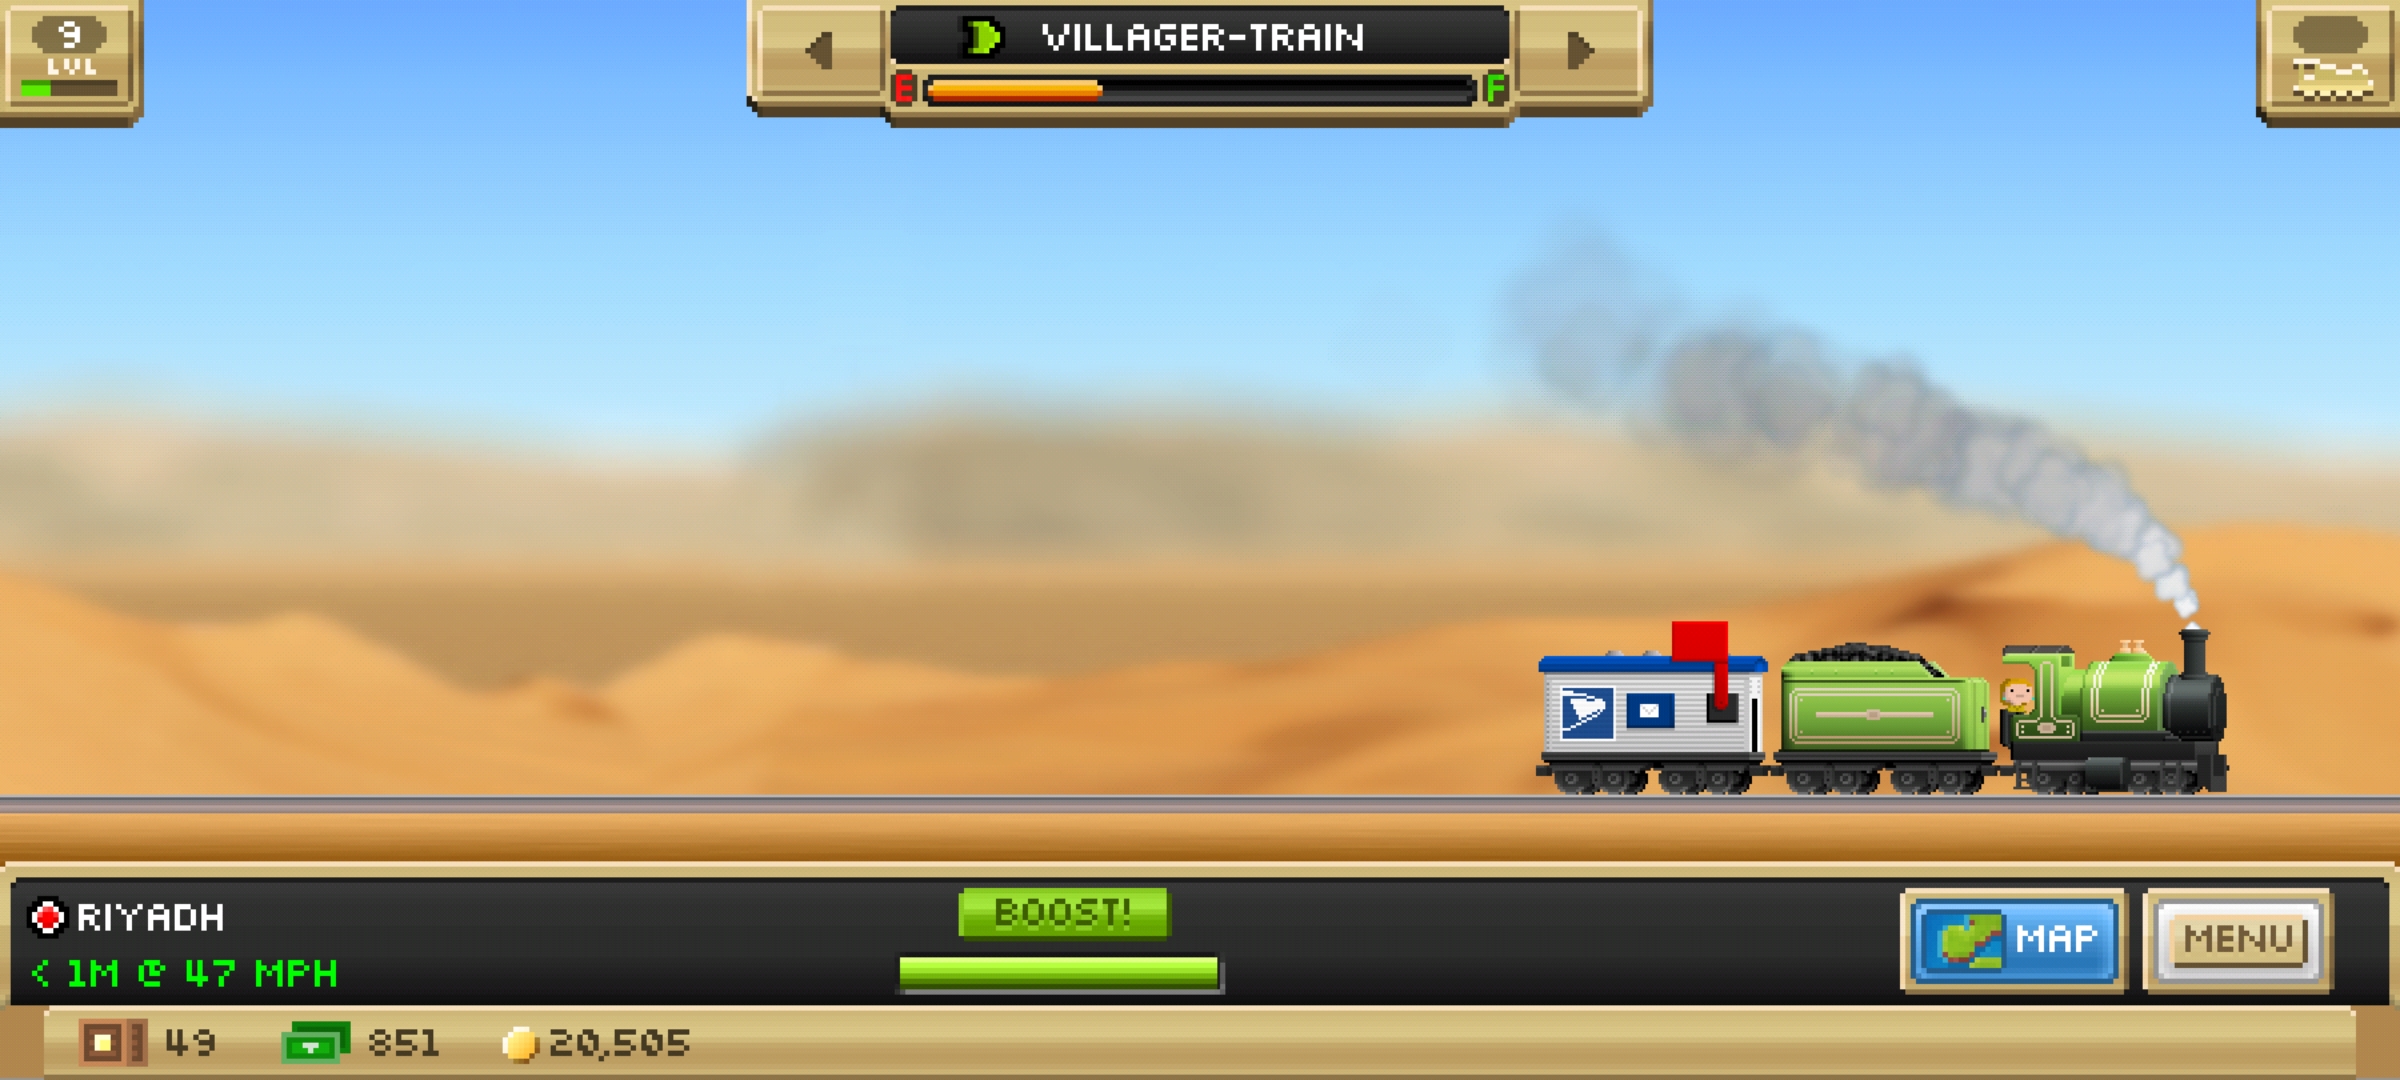 9
LVL
VILLAGER-TRAIN
E F
RIYADH
< 1M @ 47 MPH
BOOST!
MAP
MENU
49 851 20,505